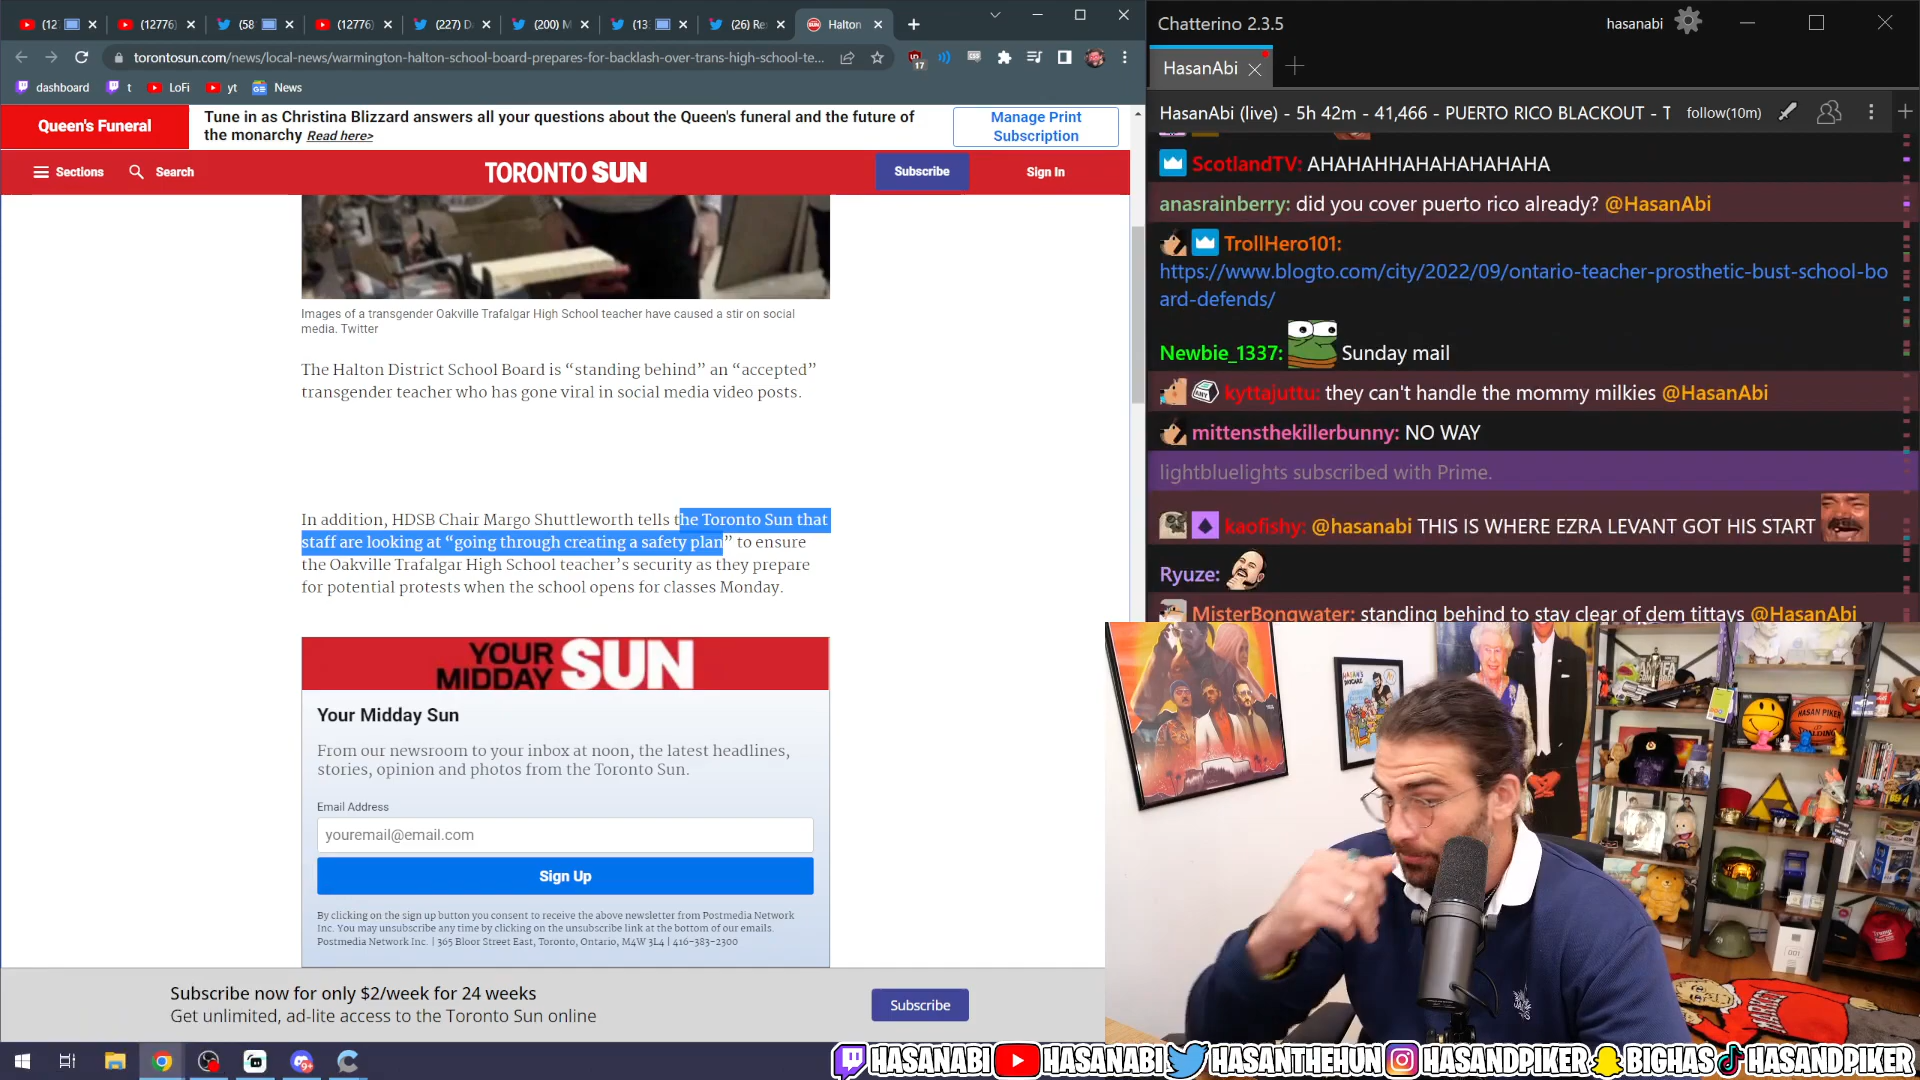 (12
(12776)
(58
(12776)
(227) D
(200) M
(13
(26) Re
Halton
torontosun.com/news/local-news/warmington-halton-school-board-prepares-for-backlash-over-trans-high-school-te...
17
dashboard
t
LoFi
yt
News
Queen's Funeral
Tune in as Christina Blizzard answers all your questions about the Queen's funeral and the future of
the monarchy Read here>
Manage Print
Subscription
Sections
Search
TORONTO SUN
Subscribe
Sign In
Images of a transgender Oakville Trafalgar High School teacher have caused a stir on social
media. Twitter
The Halton District School Board is “standing behind” an “accepted”
transgender teacher who has gone viral in social media video posts.
In addition, HDSB Chair Margo Shuttleworth tells the Toronto Sun that
staff are looking at “going through creating a safety plan” to ensure
the Oakville Trafalgar High School teacher’s security as they prepare
for potential protests when the school opens for classes Monday.
YOUR
MIDDAY
SUN
Your Midday Sun
From our newsroom to your inbox at noon, the latest headlines,
stories, opinion and photos from the Toronto Sun.
Email Address
youremail@email.com
Sign Up
By clicking on the sign up button you consent to receive the above newsletter from Postmedia Network
Inc. You may unsubscribe any time by clicking on the unsubscribe link at the bottom of our emails.
Postmedia Network Inc. | 365 Bloor Street East, Toronto, Ontario, M4W 3L4 | 416-383-2300
Subscribe now for only $2/week for 24 weeks
Get unlimited, ad-lite access to the Toronto Sun online
Subscribe
Chatterino 2.3.5
hasanabi
HasanAbi
HasanAbi (live) - 5h 42m - 41,466 - PUERTO RICO BLACKOUT - T
follow(10m)
ScotlandTV: AHAHAHHAHAHAHAHAHA
anasrainberry: did you cover puerto rico already? @HasanAbi
TrollHero101:
https://www.blogto.com/city/2022/09/ontario-teacher-prosthetic-bust-school-bo
ard-defends/
Newbie_1337: Sunday mail
kyttajuttu: they can't handle the mommy milkies @HasanAbi
mittensthekillerbunny: NO WAY
lightbluelights subscribed with Prime.
kaofishy: @hasanabi THIS IS WHERE EZRA LEVANT GOT HIS START
Ryuze:
MisterBongwater: standing behind to stay clear of dem tittays @HasanAbi
HASAN PIKER
HASANABI
HASANABI
HASANTHEHUN
HASANDPIKER
BIGHAS
HASANDPIKER